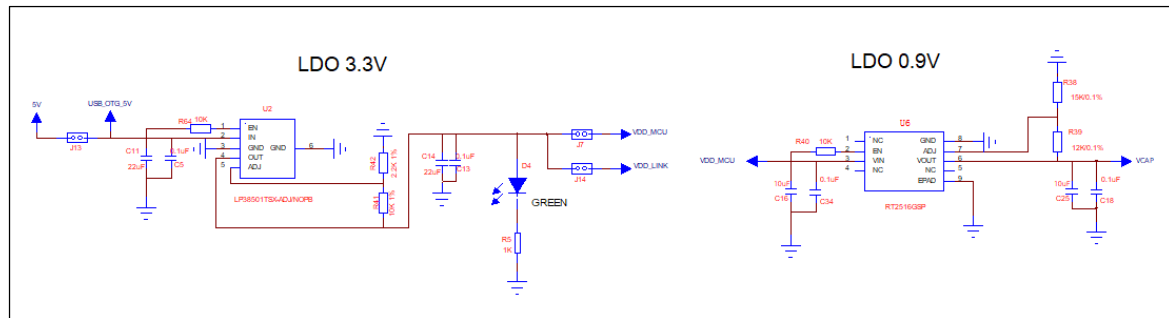 LDO 3.3V
5V
USB_OTG_5V
J13
R64 10K
C11
22uF
0.1uF
C5
U2
1 EN
2 IN
3 GND GND 6
4 OUT
5 ADJ
LP38501TSX-ADJ/NOPB
R42
2.2K 1%
R41
10K 1%
C14
22uF
0.1uF
C13
D4
GREEN
R5
1K
J7
VDD_MCU
J14
VDD_LINK
LDO 0.9V
VDD_MCU
R40 10K
10uF
C16
0.1uF
C34
U6
1 NC GND 8
2 EN ADJ 7
3 VIN VOUT 6
4 NC NC 5
EPAD 9
RT2516GSP
R38
15K/0.1%
R39
12K/0.1%
10uF
C25
0.1uF
C18
VCAP